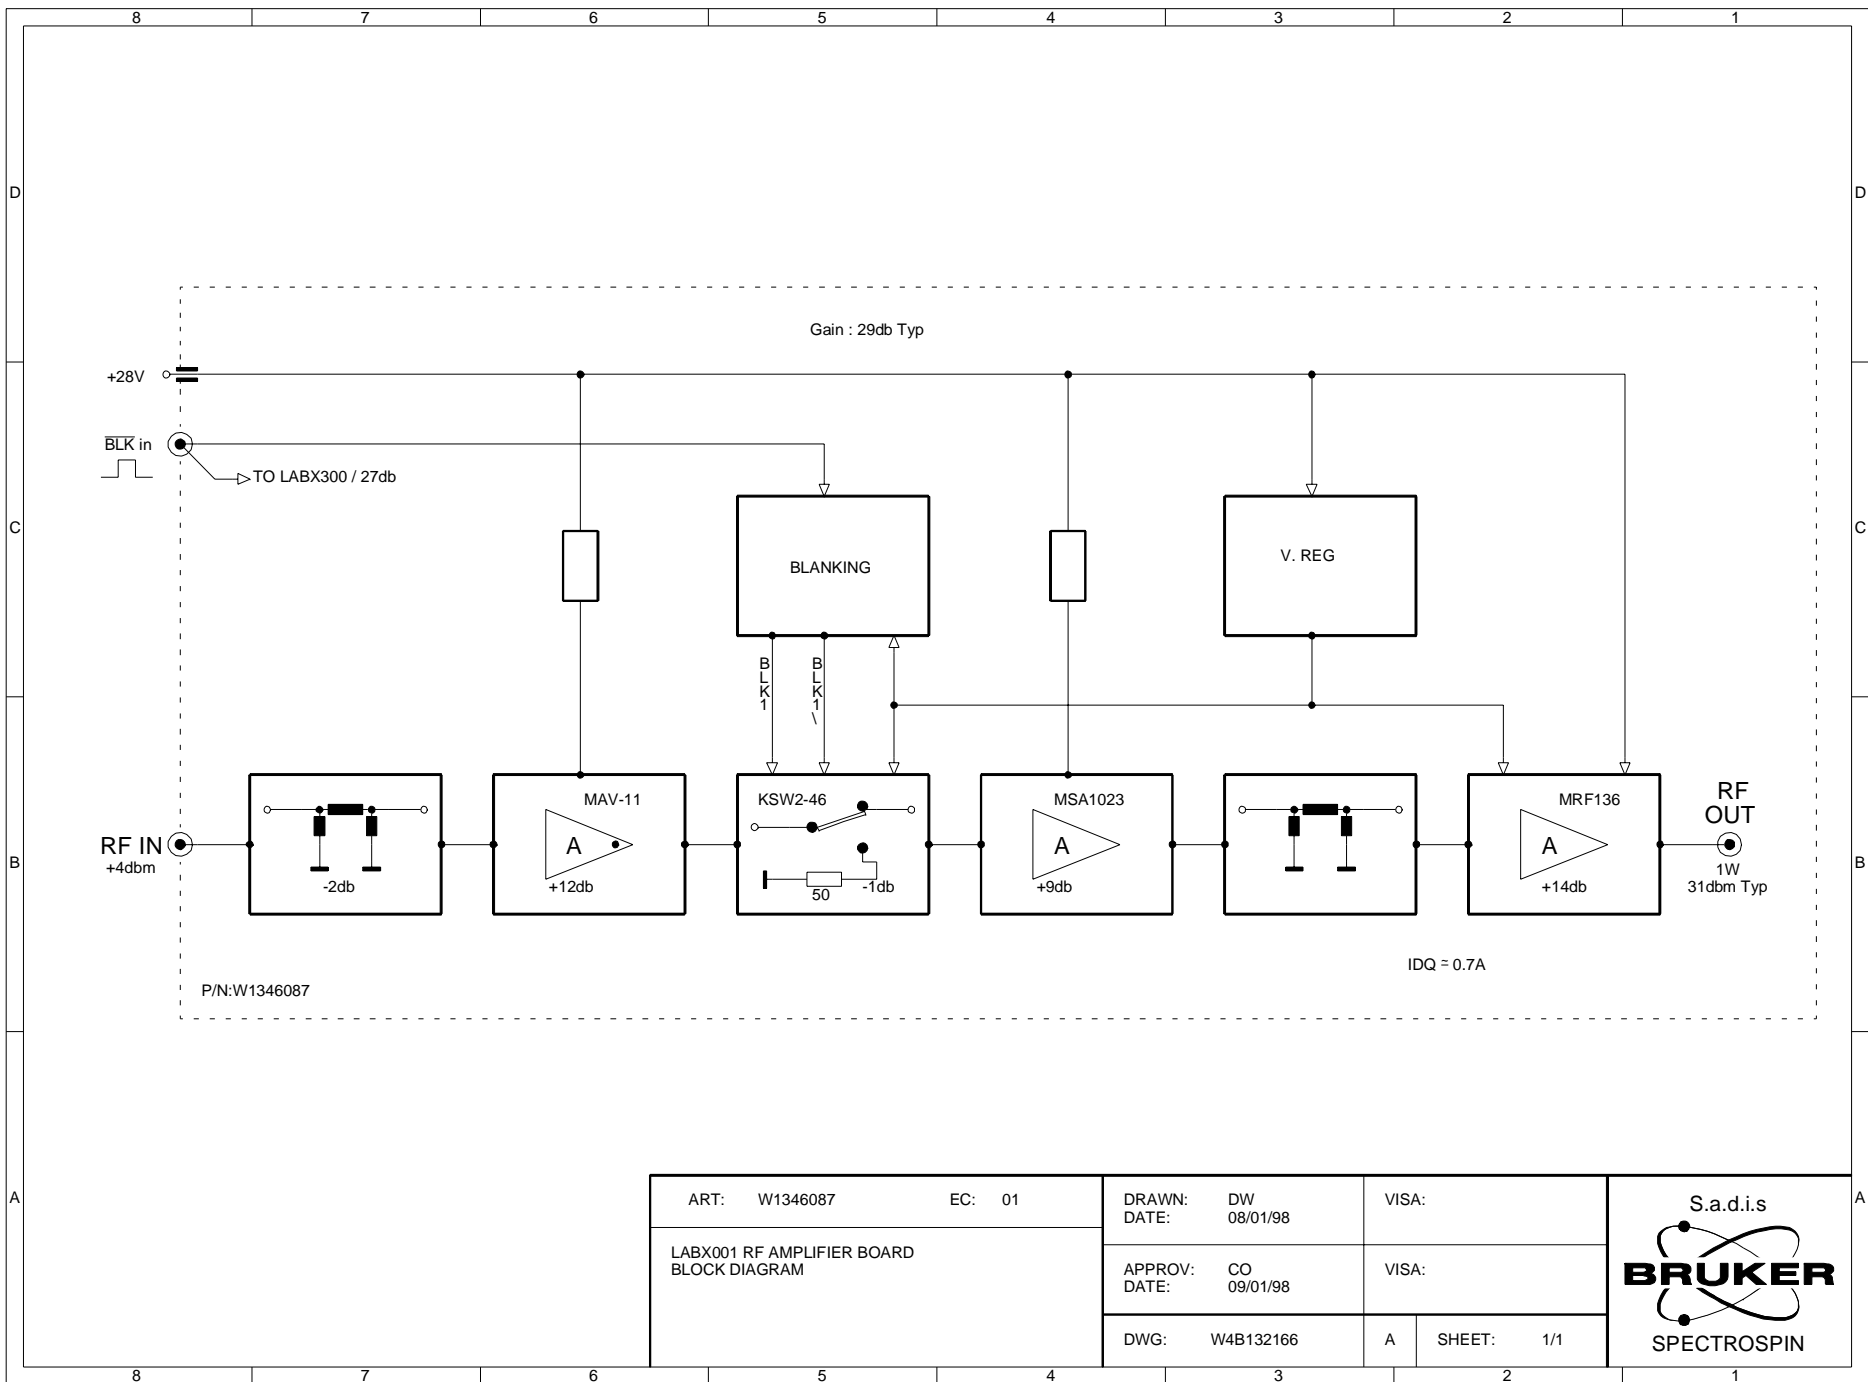 8 7 6 5 4 3 2 1
D D
Gain : 29db Typ
+28V
BLK in
TO LABX300 / 27db
C C
BLANKING
V. REG
BLK1
BLK1\
MAV-11
KSW2-46
MSA1023
MRF136
RF IN
+4dbm
A
A
A
RF
OUT
B B
-2db
+12db
50
-1db
+9db
+14db
1W
31dbm Typ
IDQ ≃ 0.7A
P/N:W1346087
A A
ART: W1346087 EC: 01
LABX001 RF AMPLIFIER BOARD
BLOCK DIAGRAM
DRAWN: DW
DATE: 08/01/98
VISA:
APPROV: CO
DATE: 09/01/98
VISA:
DWG: W4B132166 A SHEET: 1/1
S.a.d.i.s
BRUKER
SPECTROSPIN
8 7 6 5 4 3 2 1